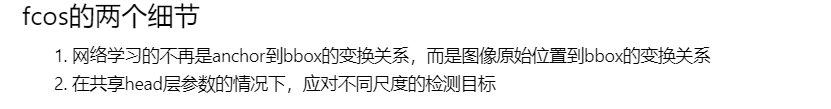 fcos的两个细节
1. 网络学习的不再是anchor到bbox的变换关系，而是图像原始位置到bbox的变换关系
2. 在共享head层参数的情况下，应对不同尺度的检测目标